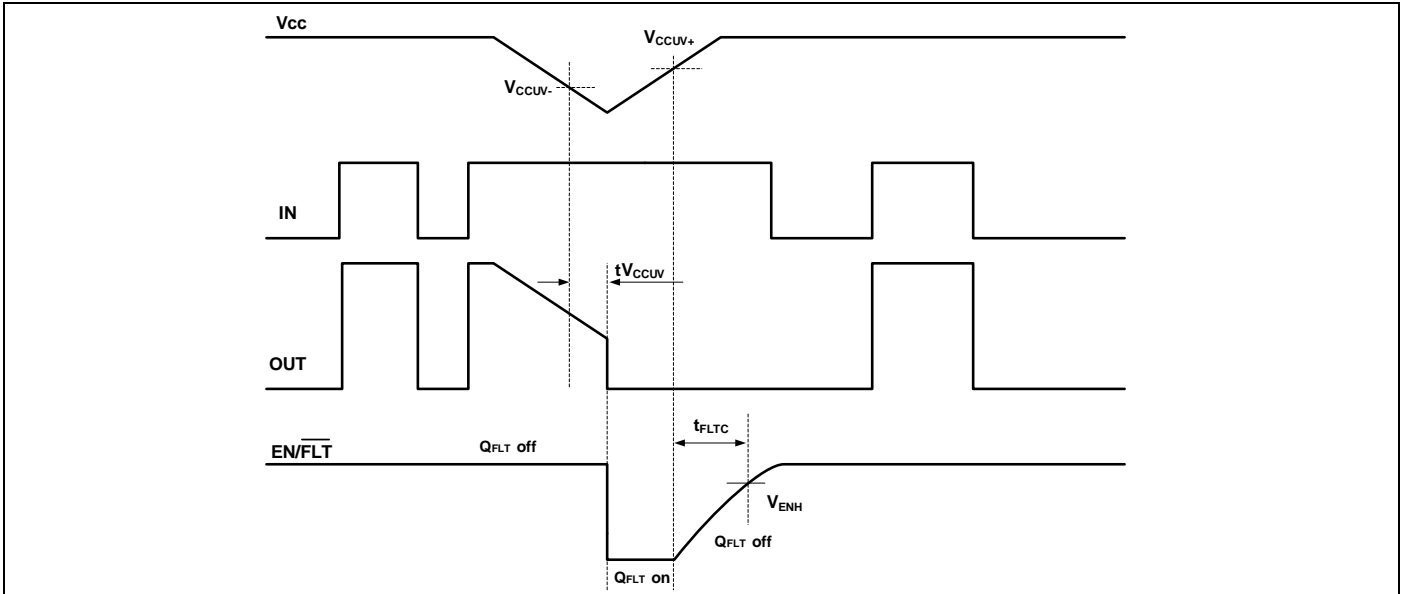 Vcc
VCCUV+
VCCUV-
IN
tVCCUV
OUT
tFLTC
EN/FLT
QFLT off
VENH
QFLT off
QFLT on